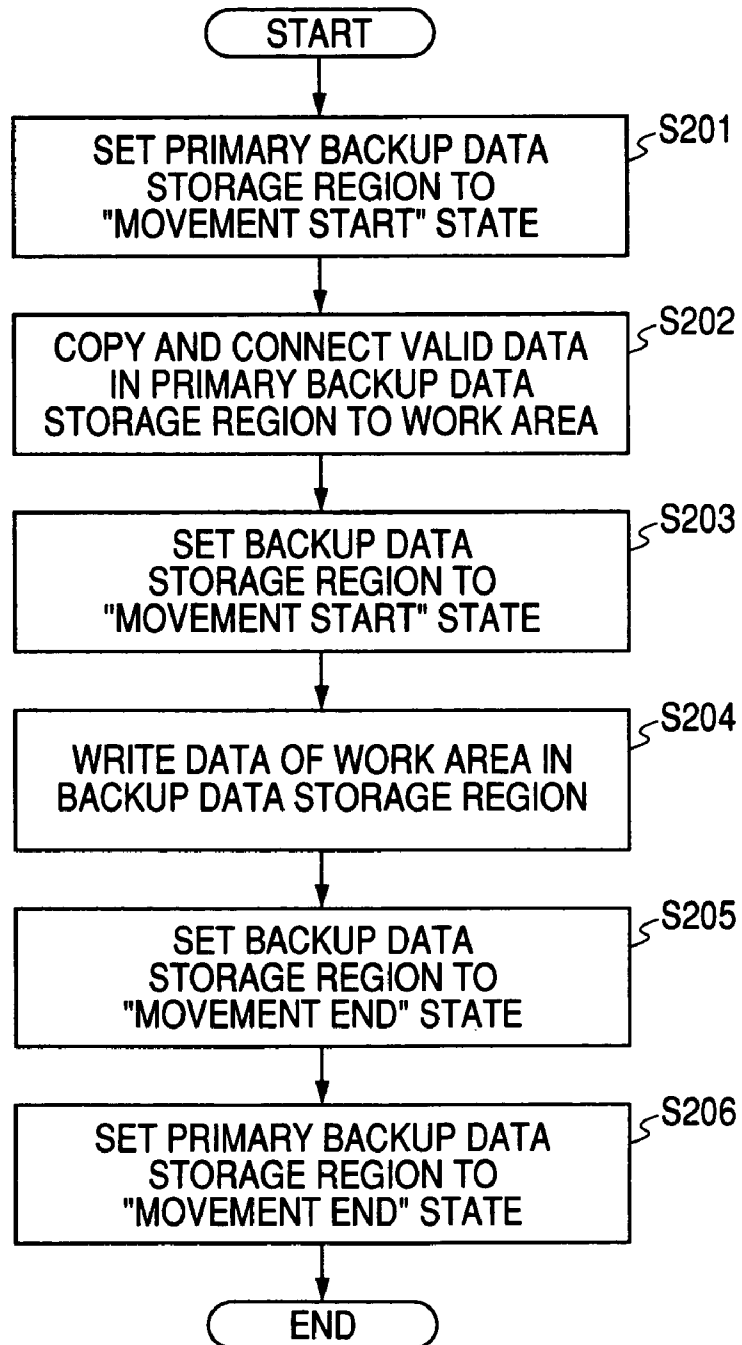 START
S201
SET PRIMARY BACKUP DATA
STORAGE REGION TO
"MOVEMENT START" STATE
S202
COPY AND CONNECT VALID DATA
IN PRIMARY BACKUP DATA
STORAGE REGION TO WORK AREA
S203
SET BACKUP DATA
STORAGE REGION TO
"MOVEMENT START" STATE
S204
WRITE DATA OF WORK AREA IN
BACKUP DATA STORAGE REGION
S205
SET BACKUP DATA
STORAGE REGION TO
"MOVEMENT END" STATE
S206
SET PRIMARY BACKUP DATA
STORAGE REGION TO
"MOVEMENT END" STATE
END